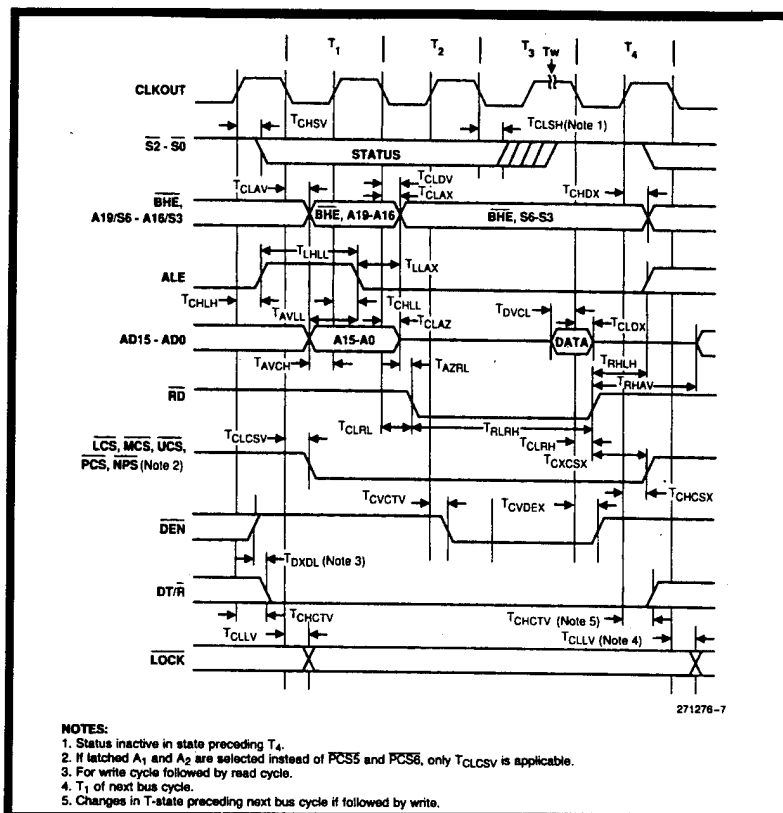 T1 T2 T3 TW T4
CLKOUT
TCHSV
TCLSH (Note 1)
S2 - S0
STATUS
TCLAV
TCLDV
TCLAX
TCHDX
BHE,
A19/S6 - A16/S3
BHE, A19-A16
BHE, S6-S3
TLHLL
TLLAX
ALE
TCHLH
TCHLL
TAVLL
TCLAZ
TDVCL
TCLDX
AD15 - AD0
A15-A0
DATA
TAVCH
TAZRL
TRHLH
TRHAV
RD
TCLRL
TRLRH
TCLRH
TCLCSV
LCS, MCS, UCS,
PCS, NPS (Note 2)
TCXCSX
TCVCTV
TCVDEX
TCHCSX
DEN
TDXDL (Note 3)
DT/R
TCHCTV
TCHCTV (Note 5)
TCLLV
TCLLV (Note 4)
LOCK
271276-7
NOTES:
1. Status inactive in state preceding T4.
2. If latched A1 and A2 are selected instead of PCS5 and PCS6, only TCLCSV is applicable.
3. For write cycle followed by read cycle.
4. T1 of next bus cycle.
5. Changes in T-state preceding next bus cycle if followed by write.